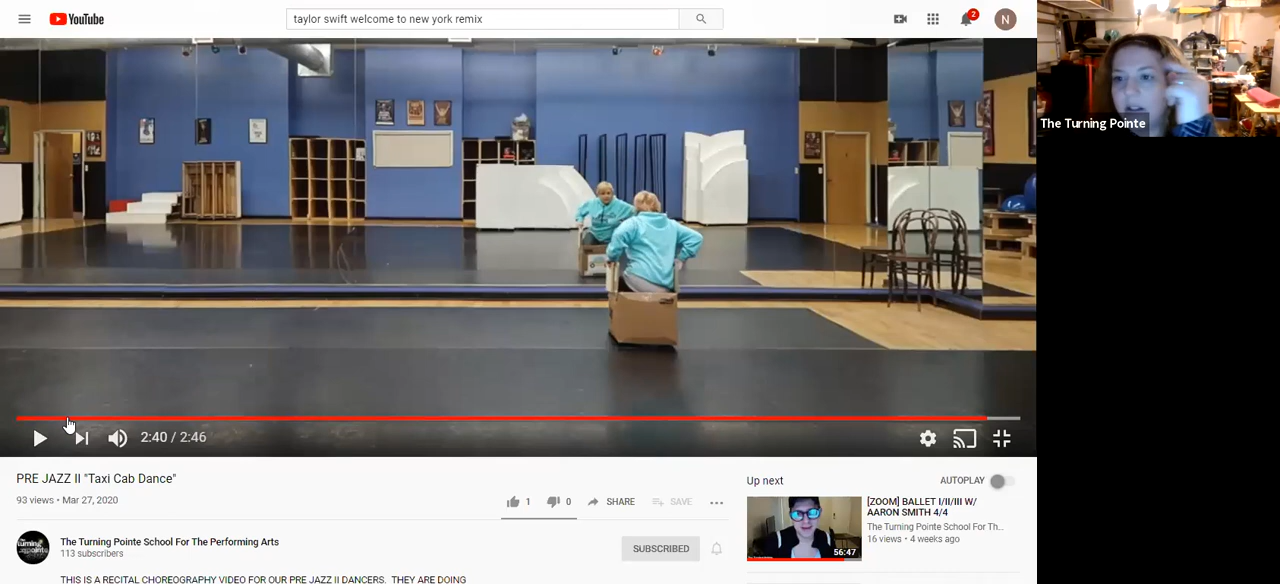 YouTube
taylor swift welcome to new york remix
2
N
The Turning Pointe
2:40 / 2:46
PRE JAZZ II "Taxi Cab Dance"
93 views • Mar 27, 2020
1
0
SHARE
SAVE
Up next
AUTOPLAY
[ZOOM] BALLET I/II/III W/
AARON SMITH 4/4
The Turning Pointe School For Th...
16 views • 4 weeks ago
56:47
The Turning Pointe School For The Performing Arts
113 subscribers
SUBSCRIBED
THIS IS A RECITAL CHOREOGRAPHY VIDEO FOR OUR PRE JAZZ II DANCERS. THEY ARE DOING